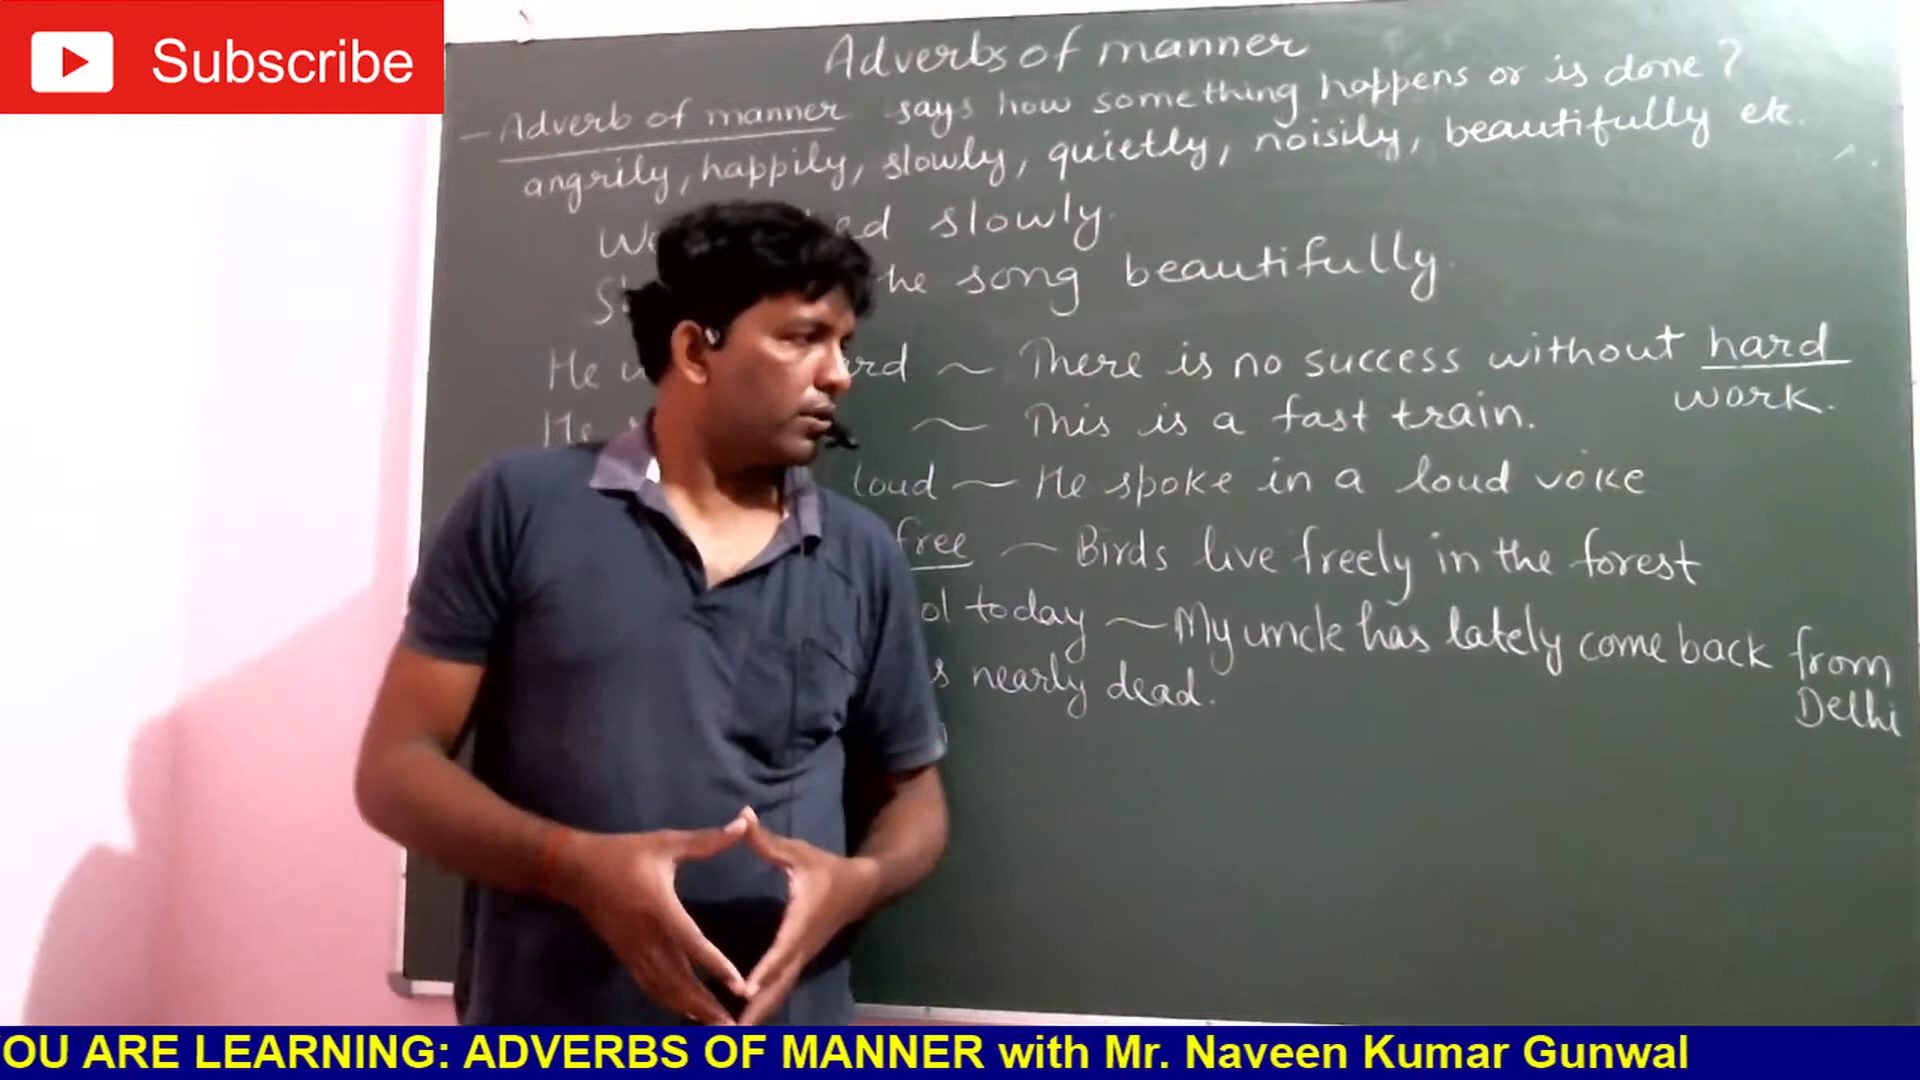 Subscribe
Adverbs of manner
- Adverb of manner says how something happens or is done ?
angrily, happily, slowly, quietly, noisily, beautifully etc.
slowly.
song beautifully.
He ~ There is no success without hard
work.
He ~ This is a fast train.
loud ~ He spoke in a loud voice
free ~ Birds live freely in the forest
today ~ My uncle has lately come back from
Delhi
nearly dead.
OU ARE LEARNING: ADVERBS OF MANNER with Mr. Naveen Kumar Gunwal